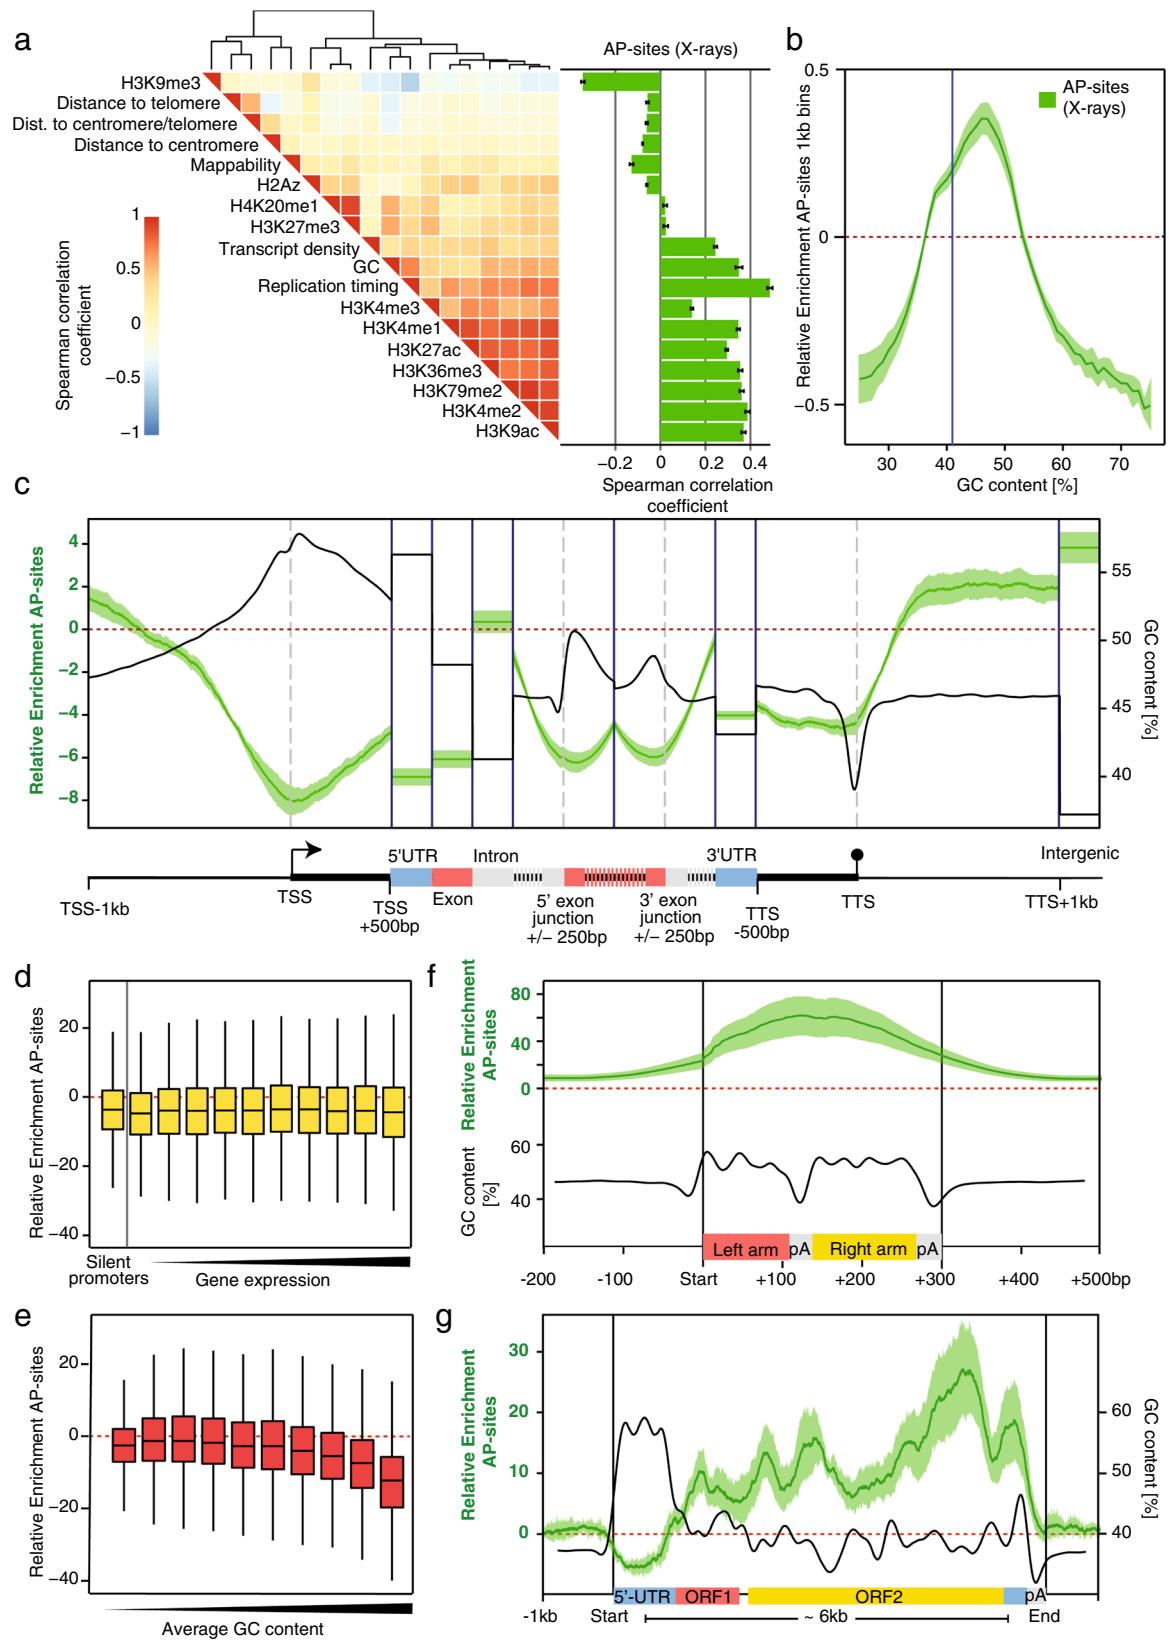 a
AP-sites (X-rays)
H3K9me3
Distance to telomere
Dist. to centromere/telomere
Distance to centromere
Mappability
H2Az
H4K20me1
H3K27me3
Transcript density
GC
Replication timing
H3K4me3
H3K4me1
H3K27ac
H3K36me3
H3K79me2
H3K4me2
H3K9ac
Spearman correlation
coefficient
1
0.5
0
−0.5
−1
−0.2 0 0.2 0.4
Spearman correlation
coefficient
b
Relative Enrichment AP-sites 1kb bins
0.5
0
−0.5
AP-sites
(X-rays)
30 40 50 60 70
GC content [%]
c
Relative Enrichment AP-sites
4
2
0
−2
−4
−6
−8
55
50
45
40
GC content [%]
5'UTR
Intron
3'UTR
Intergenic
TSS-1kb
TSS
TSS
+500bp
Exon
5' exon
junction
+/− 250bp
3' exon
junction
+/− 250bp
TTS
-500bp
TTS
TTS+1kb
d
Relative Enrichment AP-sites
20
0
−20
−40
Silent
promoters
Gene expression
e
Relative Enrichment AP-sites
20
0
−20
−40
Average GC content
f
Relative Enrichment
AP-sites
80
40
0
GC content
[%]
60
40
Left arm pA Right arm pA
-200 -100 Start +100 +200 +300 +400 +500bp
g
Relative Enrichment
AP-sites
30
20
10
0
60
50
40
GC content [%]
5'-UTR ORF1 ORF2 pA
-1kb Start ~ 6kb End